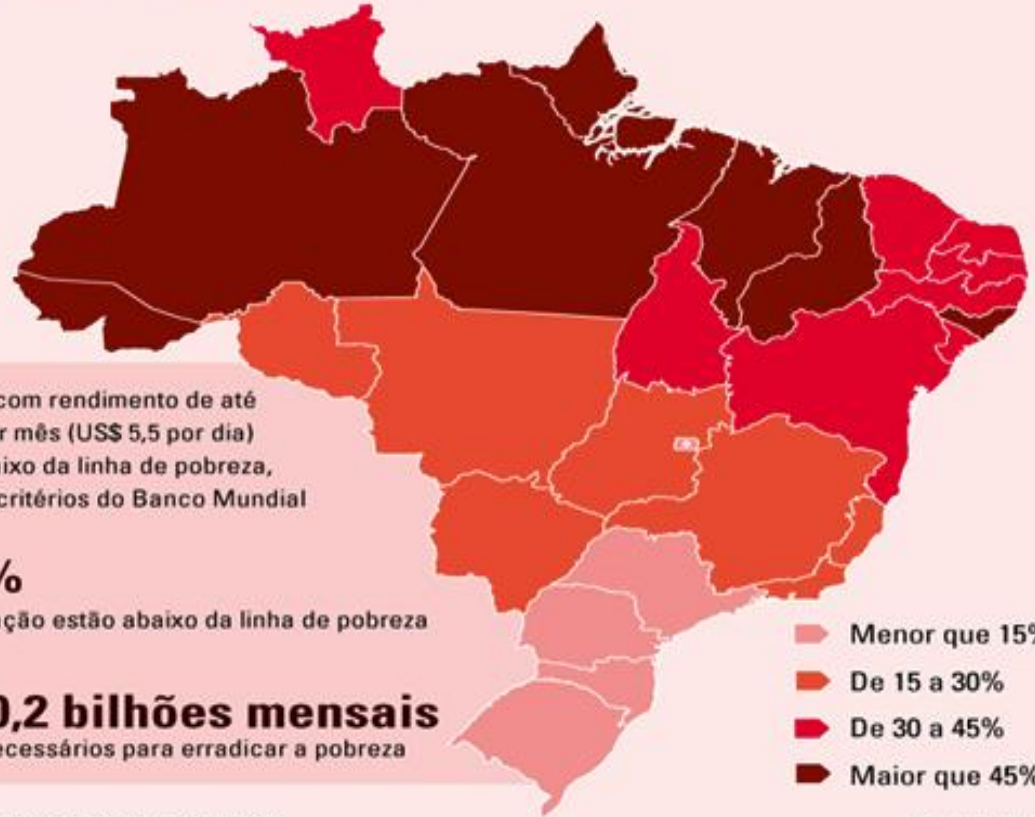 com rendimento de até
r mês (US$ 5,5 por dia)
ixo da linha de pobreza,
critérios do Banco Mundial
%
ção estão abaixo da linha de pobreza
0,2 bilhões mensais
ecessários para erradicar a pobreza
Menor que 15%
De 15 a 30%
De 30 a 45%
Maior que 45%